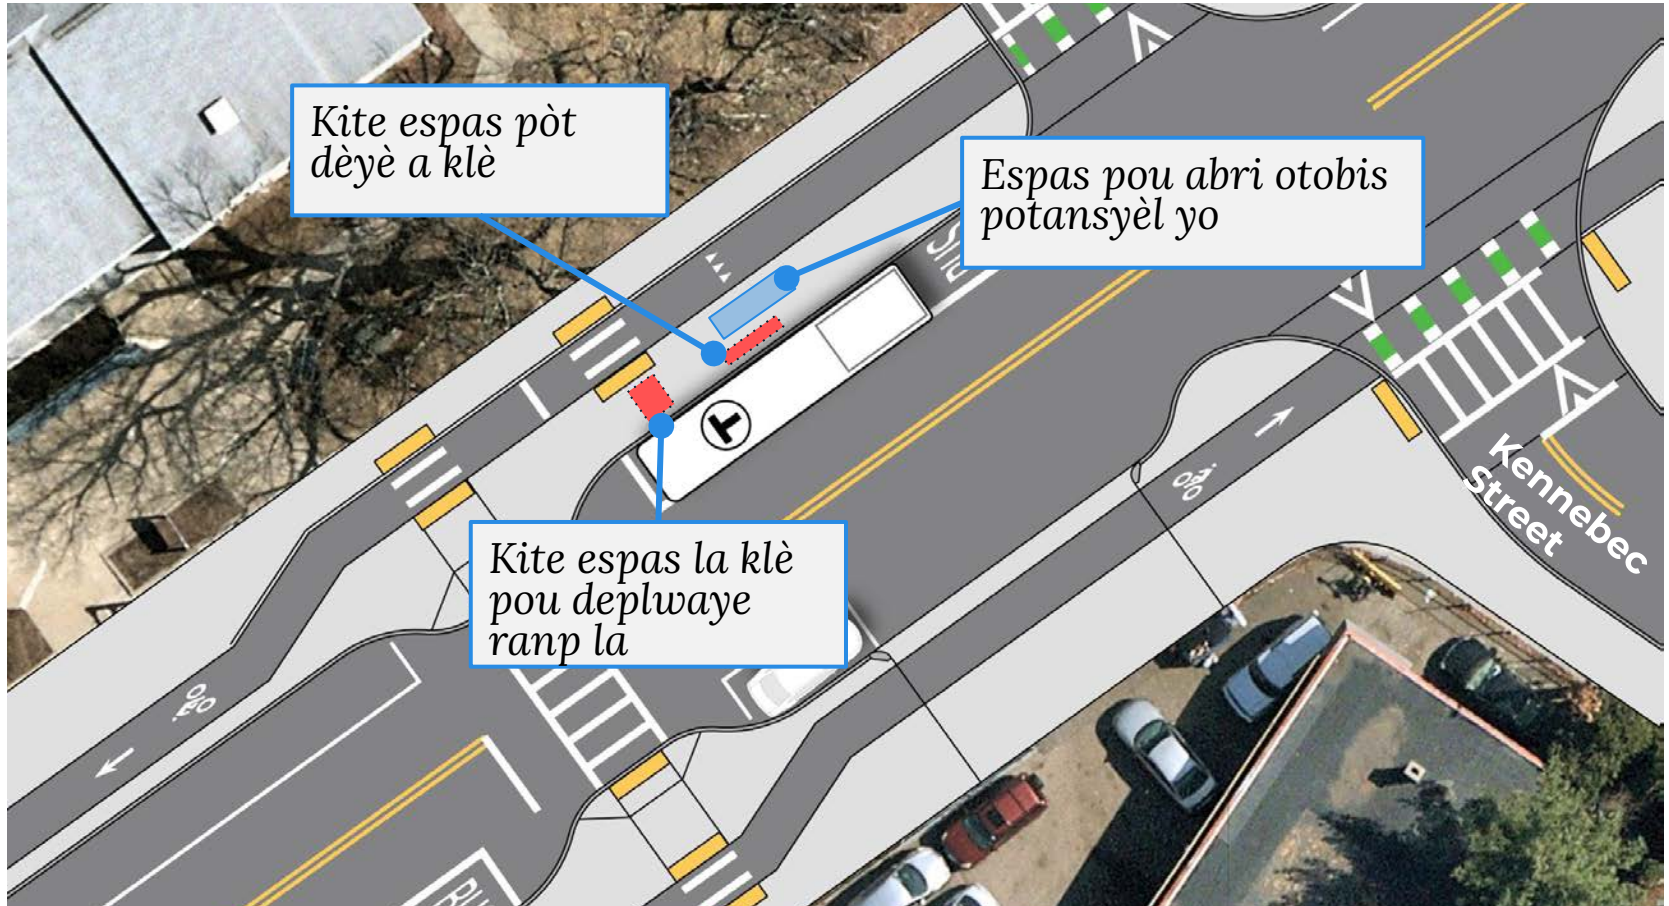 Kite espas pòt
dèyè a klè
Espas pou abri otobis
potansyèl yo
BUS
T
Kite espas la klè
pou deplwaye
ranp la
Kennebec
Street